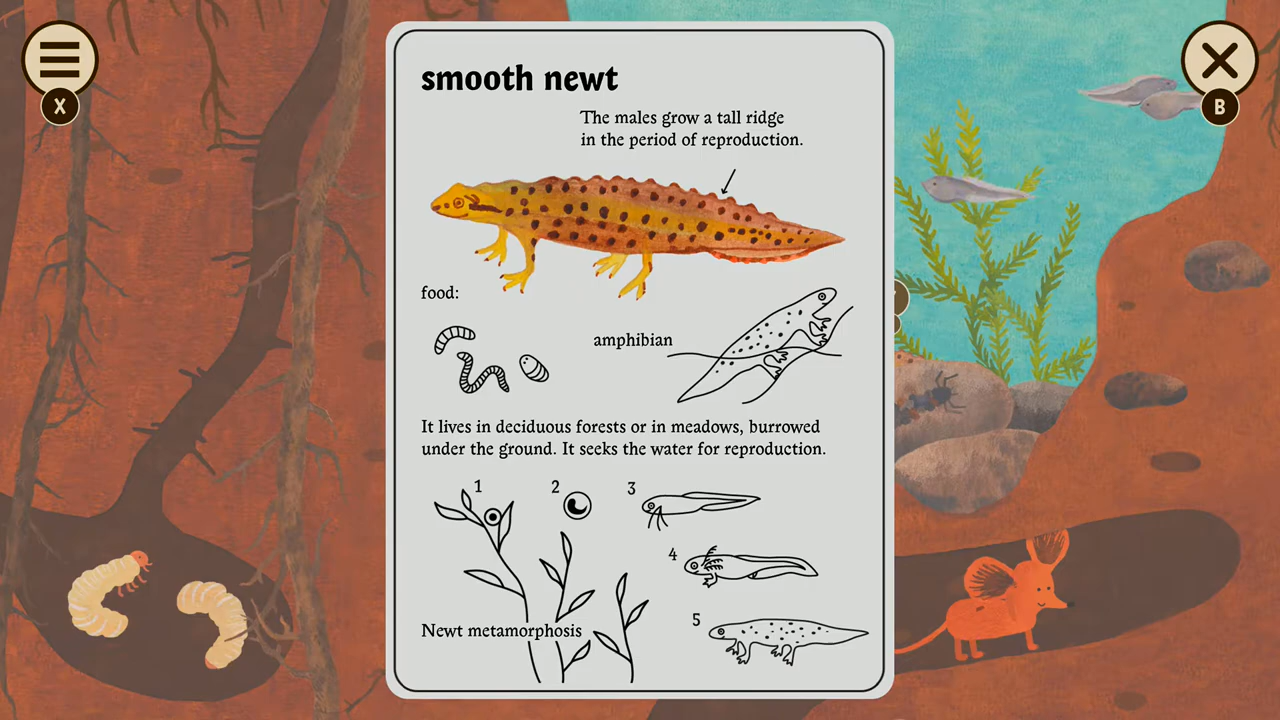 smooth newt
The males grow a tall ridge
in the period of reproduction.
food:
amphibian
It lives in deciduous forests or in meadows, burrowed
under the ground. It seeks the water for reproduction.
1
2
3
4
5
Newt metamorphosis
X
B